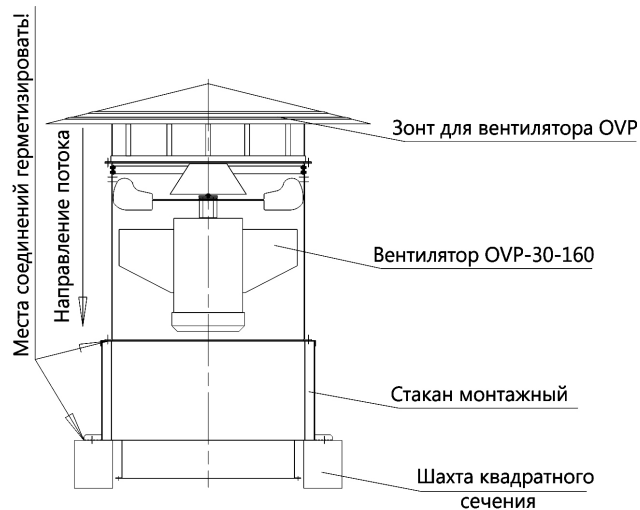 Места соединений герметизировать!
Направление потока
Зонт для вентилятора OVP
Вентилятор OVP-30-160
Стакан монтажный
Шахта квадратного
сечения